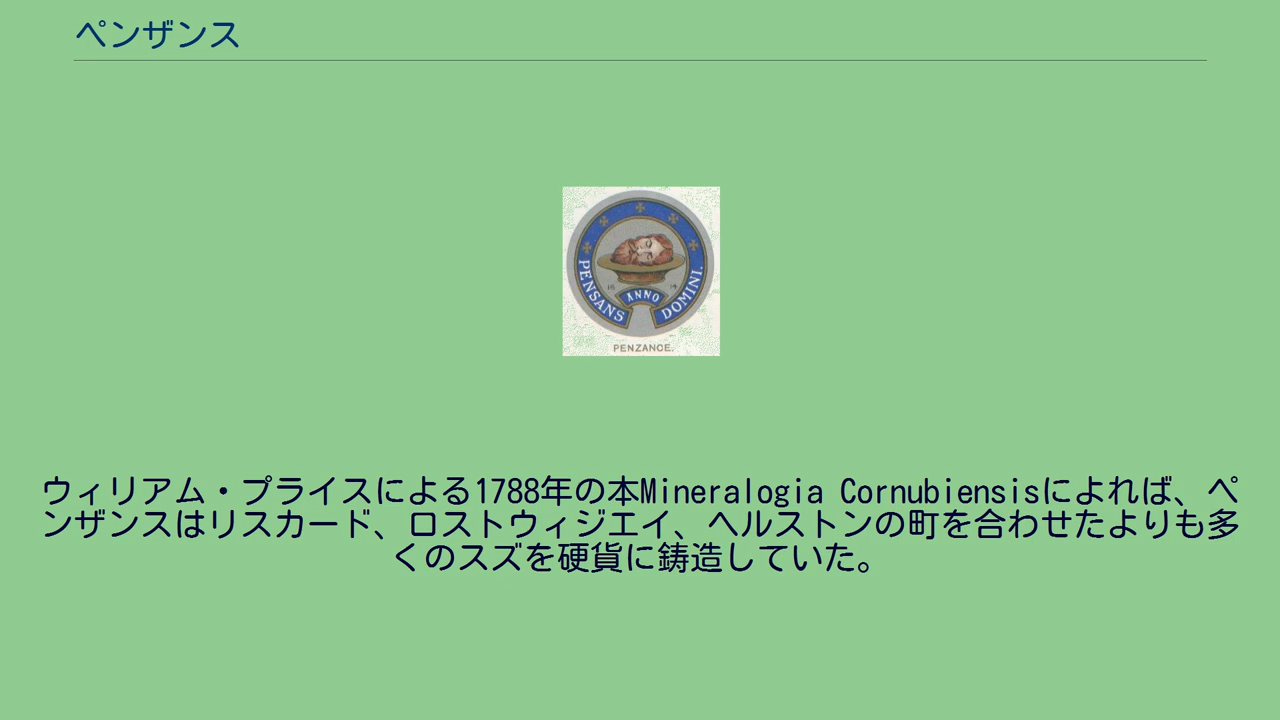 ペンザンス
PENSANS ANNO DOMINI.
PENZANCE.
ウィリアム・プライスによる1788年の本Mineralogia Cornubiensisによれば、ペ
ンザンスはリスカード、ロストウィジエイ、ヘルストンの町を合わせたよりも多
くのスズを硬貨に鋳造していた。